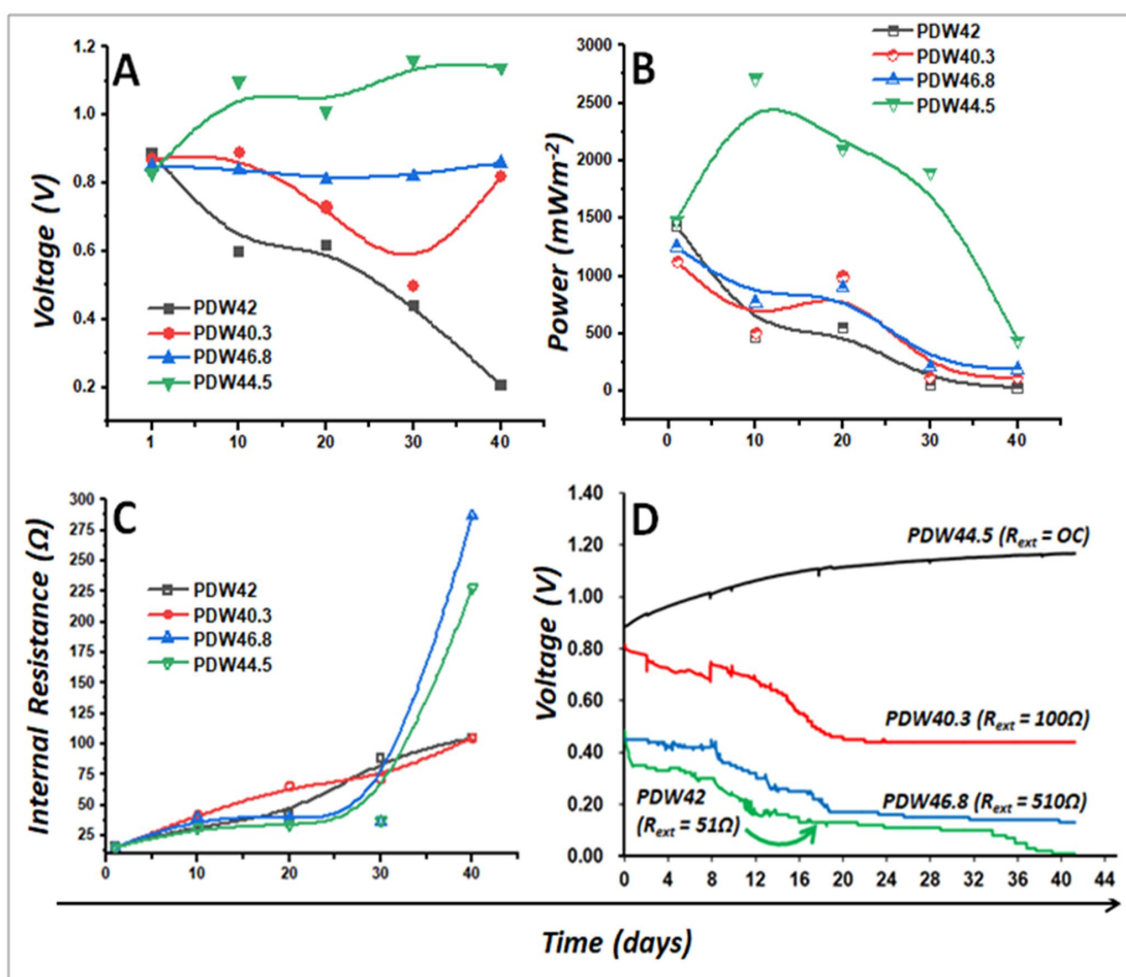 A
Voltage (V)
1.2
1.0
0.8
0.6
0.4
0.2
PDW42
PDW40.3
PDW46.8
PDW44.5
1 10 20 30 40
B
Power (mWm-2)
3000
2500
2000
1500
1000
500
0
PDW42
PDW40.3
PDW46.8
PDW44.5
0 10 20 30 40
C
Internal Resistance (Ω)
300
275
250
225
200
175
150
125
100
75
50
25
PDW42
PDW40.3
PDW46.8
PDW44.5
0 10 20 30 40
D
Voltage (V)
1.40
1.20
1.00
0.80
0.60
0.40
0.20
0.00
PDW44.5 (Rext = OC)
PDW40.3 (Rext = 100Ω)
PDW46.8 (Rext = 510Ω)
PDW42
(Rext = 51Ω)
0 4 8 12 16 20 24 28 32 36 40 44
Time (days)